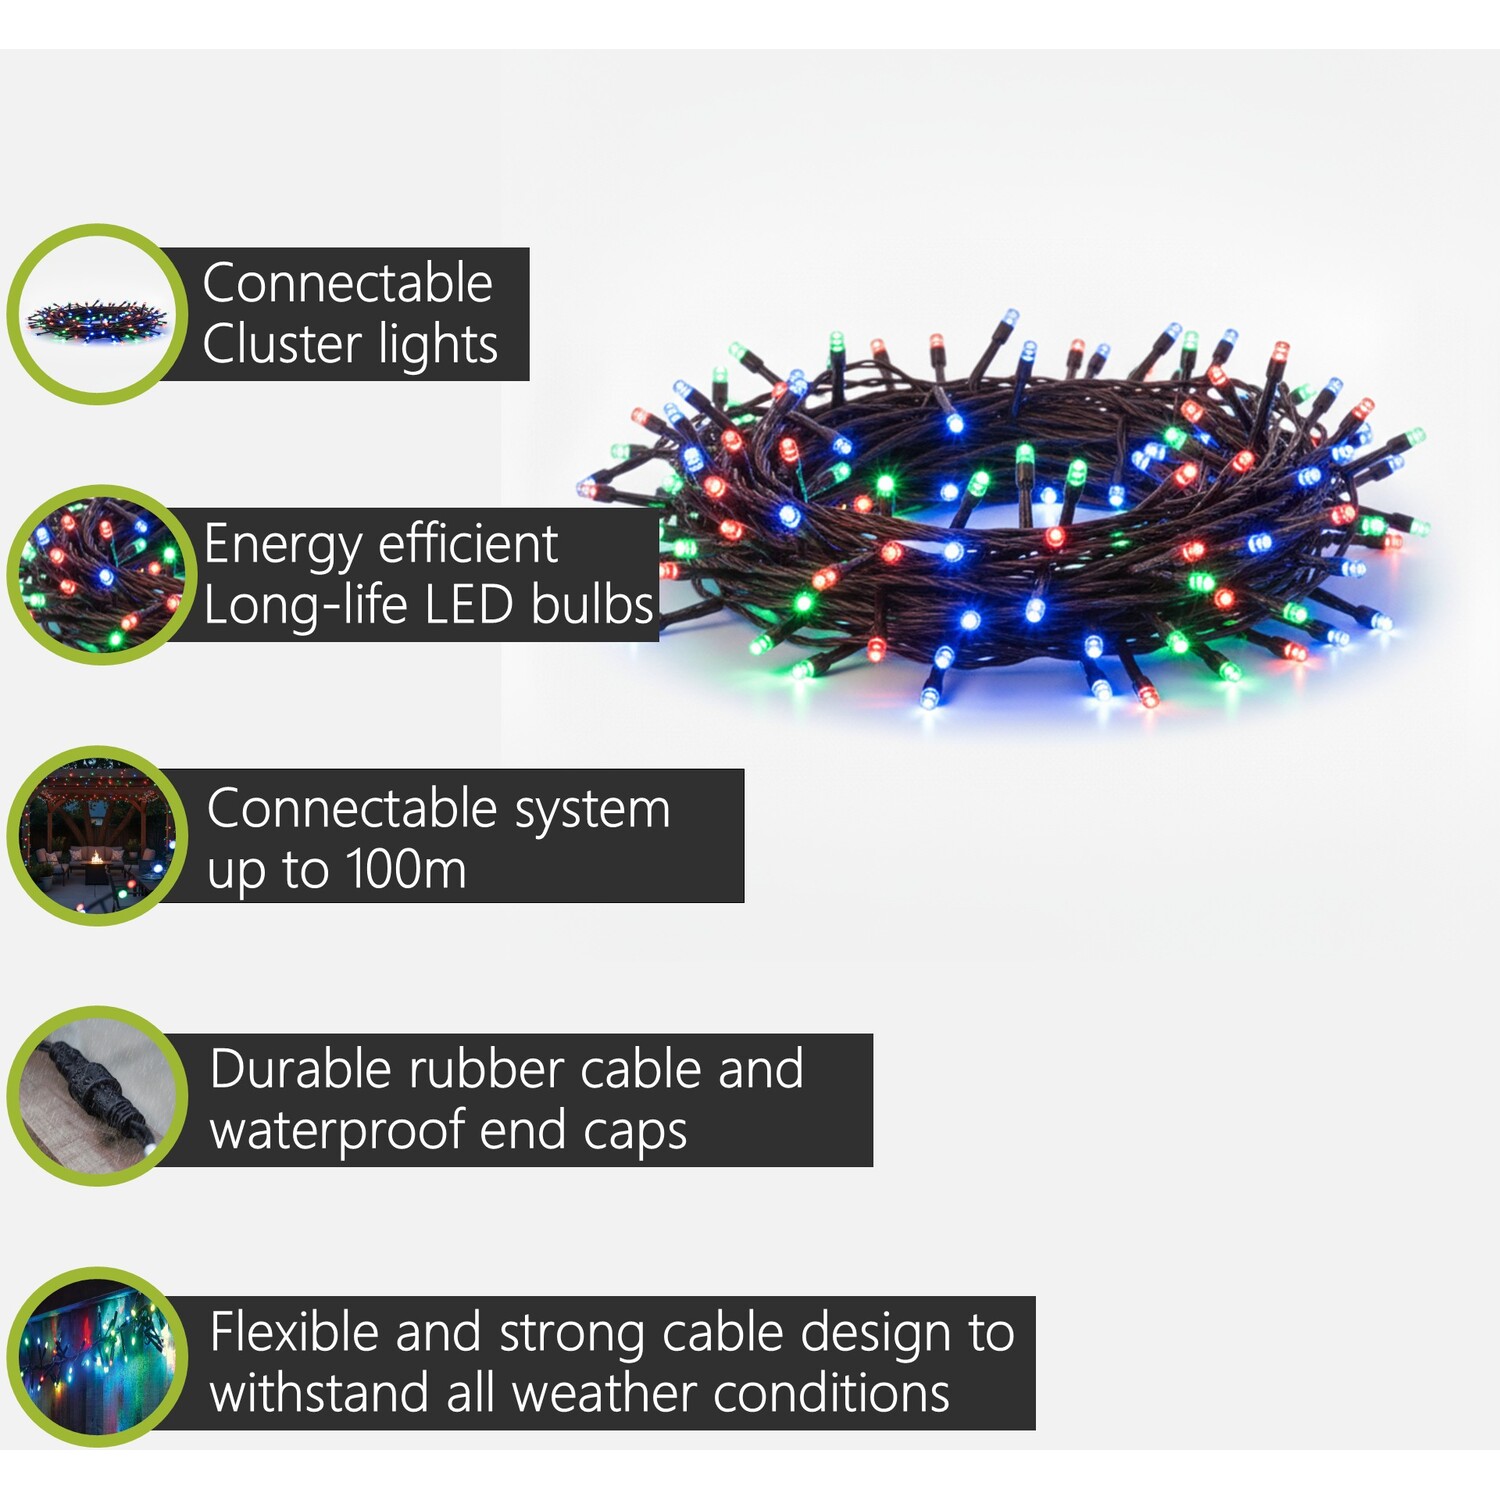 Connectable
Cluster lights
Energy efficient
Long-life LED bulbs
Connectable system
up to 100m
Durable rubber cable and
waterproof end caps
Flexible and strong cable design to
withstand all weather conditions